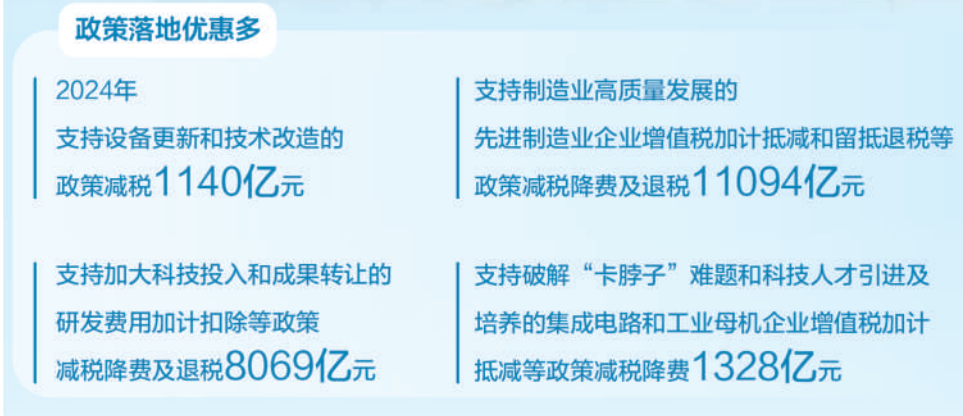 政策落地优惠多
2024年
支持设备更新和技术改造的
政策减税1140亿元
支持制造业高质量发展的
先进制造业企业增值税加计抵减和留抵退税等
政策减税降费及退税11094亿元
支持加大科技投入和成果转让的
研发费用加计扣除等政策
减税降费及退税8069亿元
支持破解“卡脖子”难题和科技人才引进及
培养的集成电路和工业母机企业增值税加计
抵减等政策减税降费1328亿元